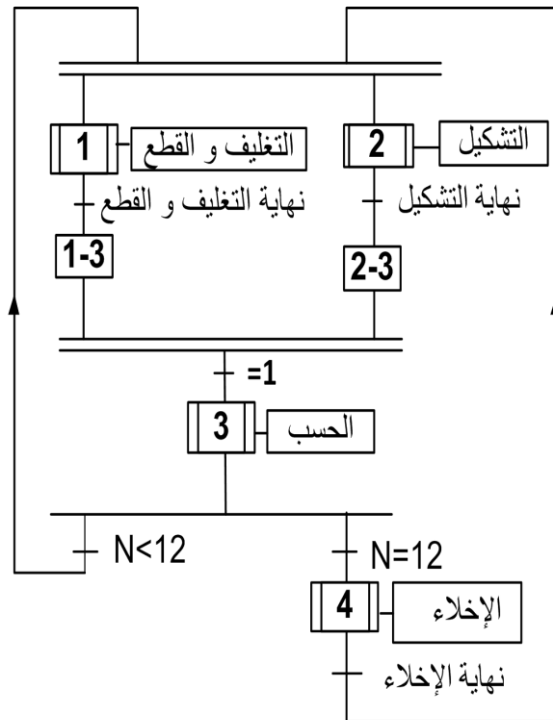 1 التغليف و القطع
2 التشكيل
نهاية التغليف و القطع
نهاية التشكيل
1-3
2-3
=1
3 الحسب
N<12
N=12
4 الإخلاء
نهاية الإخلاء